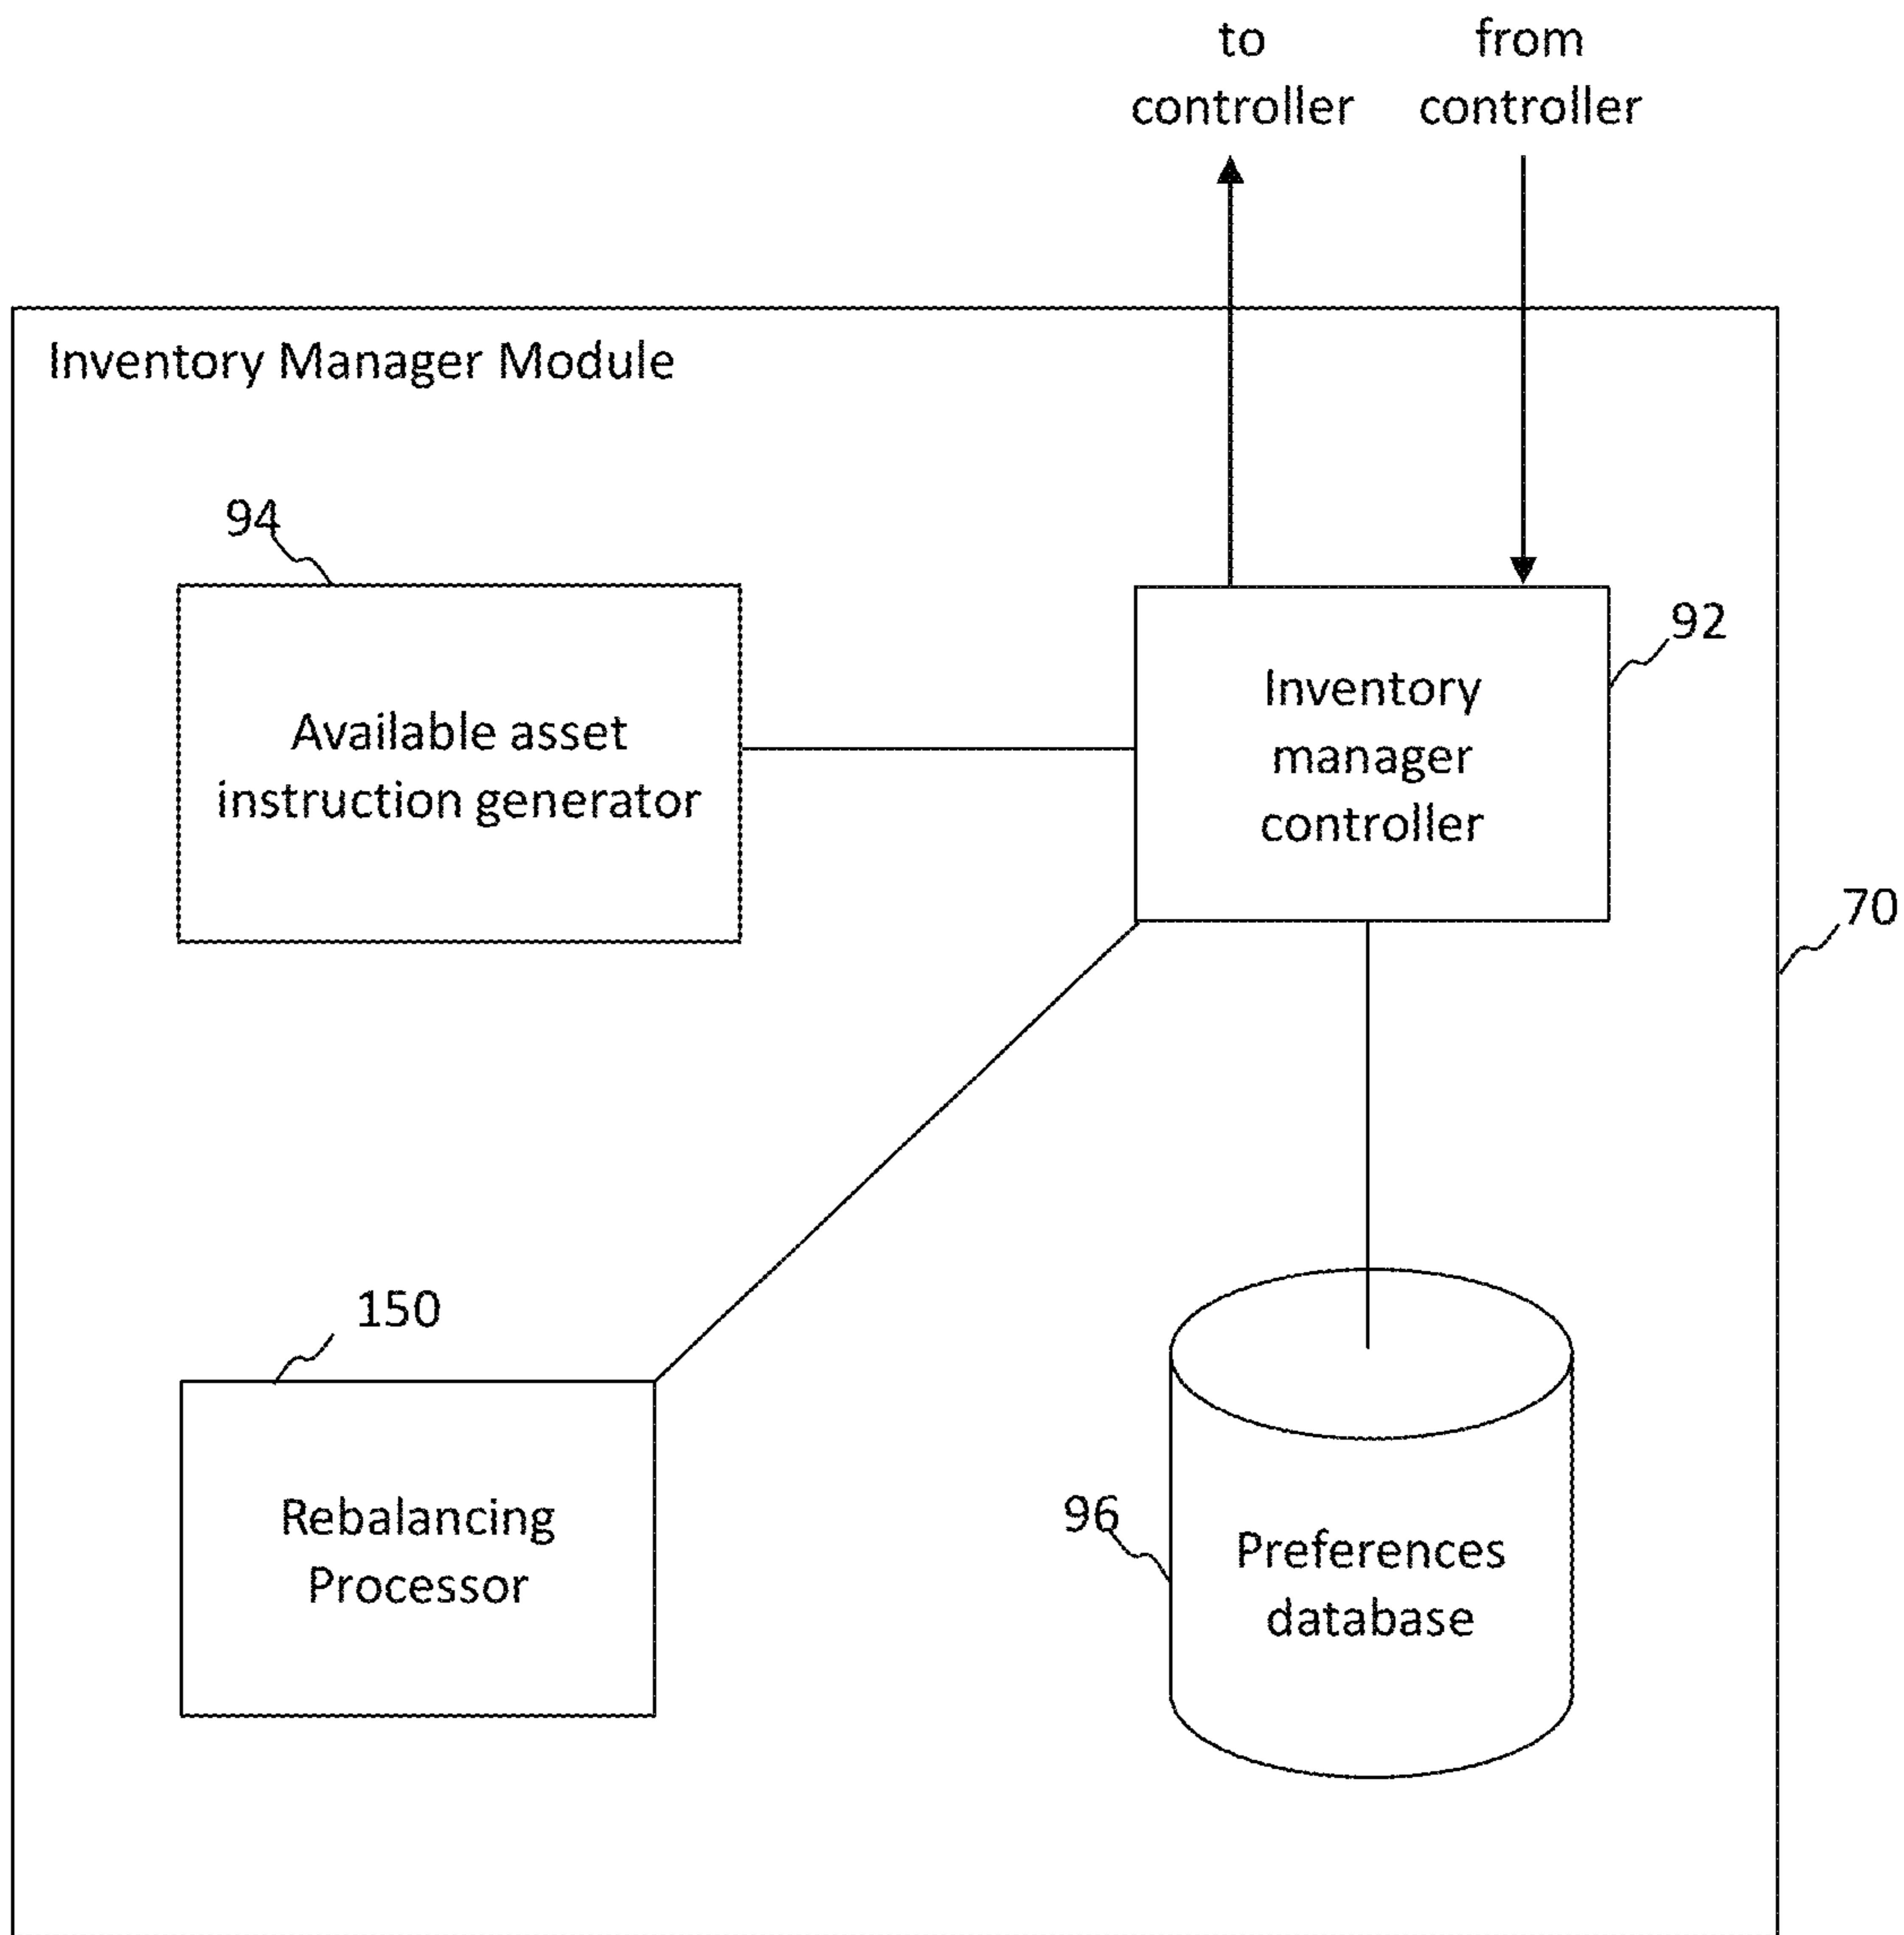 to
controller
from
controller
Inventory Manager Module
94
Available asset
instruction generator
92
Inventory
manager
controller
70
150
Rebalancing
Processor
96
Preferences
database